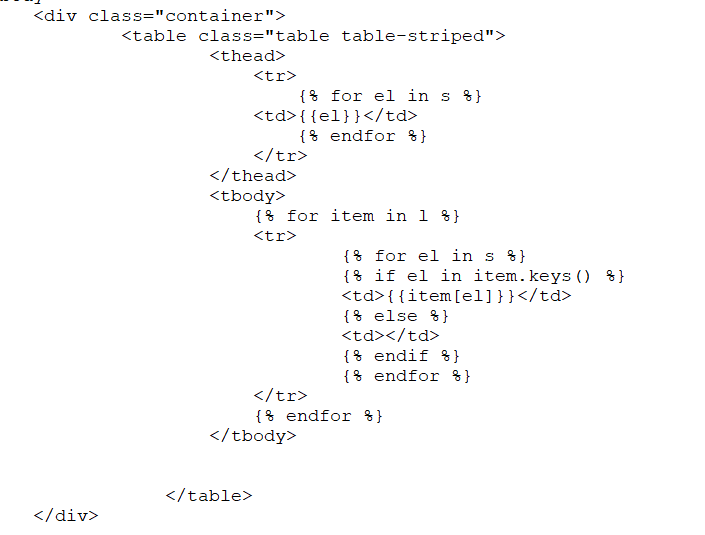 <div class="container">
<table class="table table-striped">
<thead>
<tr>
{% for el in s %}
<td>{{el}}</td>
{% endfor %}
</tr>
</thead>
<tbody>
{% for item in l %}
<tr>
{% for el in s %}
{% if el in item.keys() %}
<td>{{item[el]}}</td>
{% else %}
<td></td>
{% endif %}
{% endfor %}
</tr>
{% endfor %}
</tbody>
</table>
</div>